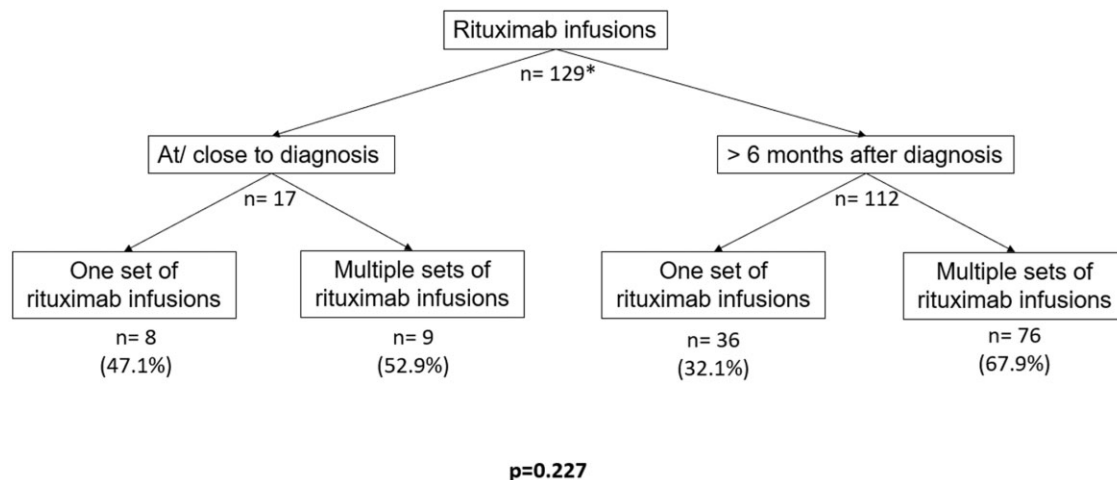 Rituximab infusions
n= 129*
At/ close to diagnosis
n= 17
> 6 months after diagnosis
n= 112
One set of
rituximab infusions
n= 8
(47.1%)
Multiple sets of
rituximab infusions
n= 9
(52.9%)
One set of
rituximab infusions
n= 36
(32.1%)
Multiple sets of
rituximab infusions
n= 76
(67.9%)
p=0.227